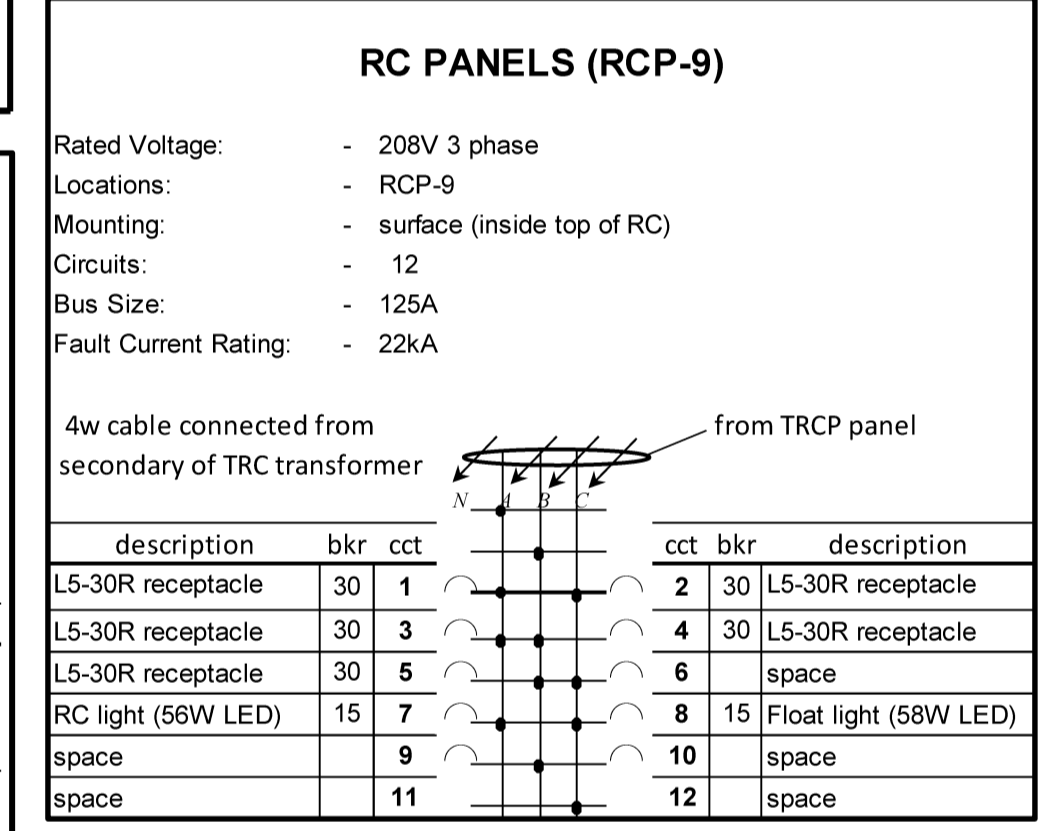 RC PANELS (RCP-9)
Rated Voltage: - 208V 3 phase
Locations: - RCP-9
Mounting: - surface (inside top of RC)
Circuits: - 12
Bus Size: - 125A
Fault Current Rating: - 22kA
4w cable connected from
secondary of TRC transformer
from TRCP panel
N A B C
description bkr cct cct bkr description
L5-30R receptacle 30 1 2 30 L5-30R receptacle
L5-30R receptacle 30 3 4 30 L5-30R receptacle
L5-30R receptacle 30 5 6 space
RC light (56W LED) 15 7 8 15 Float light (58W LED)
space 9 10 space
space 11 12 space